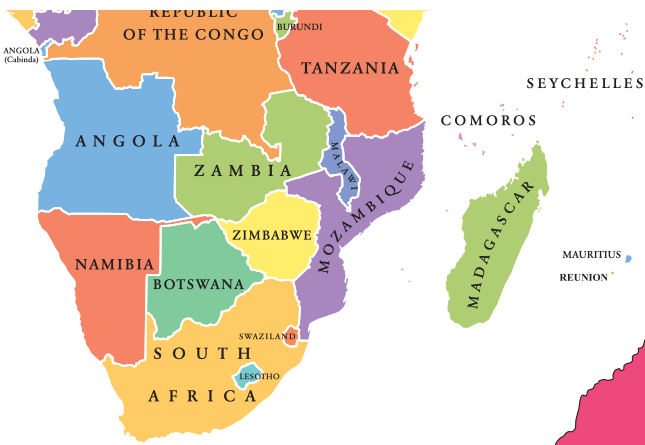 REPUBLIC
OF THE CONGO
BURUNDI
ANGOLA
(Cabinda)
TANZANIA
SEYCHELLES
COMOROS
ANGOLA
ZAMBIA
MALAWI
MOZAMBIQUE
MADAGASCAR
ZIMBABWE
NAMIBIA
BOTSWANA
MAURITIUS
REUNION
SWAZILAND
SOUTH
LESOTHO
AFRICA